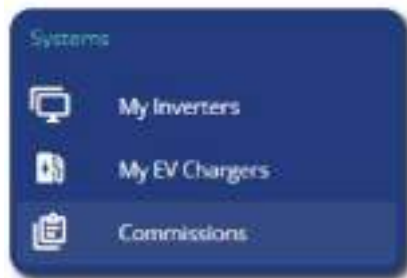 Systems
My Inverters
My EV Chargers
Commissions